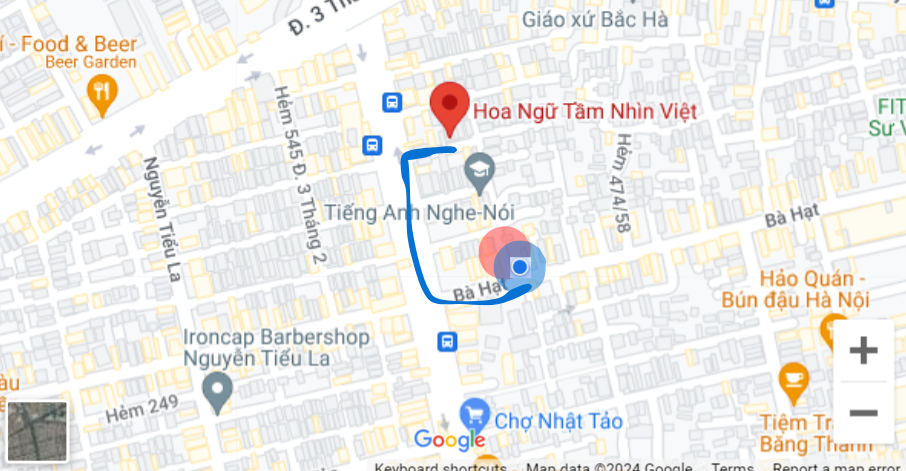 Đ. 3 Th
Giáo xứ Bắc Hà
í - Food & Beer
Beer Garden
Hoa Ngữ Tầm Nhìn Việt
FIT
Sư V
Hẻm 545 Đ. 3 Tháng 2
Nguyễn Tiểu La
Hẻm 474/58
Tiếng Anh Nghe-Nói
Bà Hạt
Bà Hạt
Hảo Quán -
Bún đậu Hà Nội
Ironcap Barbershop
Nguyễn Tiểu La
àu
Hẻm 249
Chợ Nhật Tảo
Tiệm Tr
Băng Thanh
Google
Keyboard shortcuts
Map data ©2024 Google
Terms
Report a map error